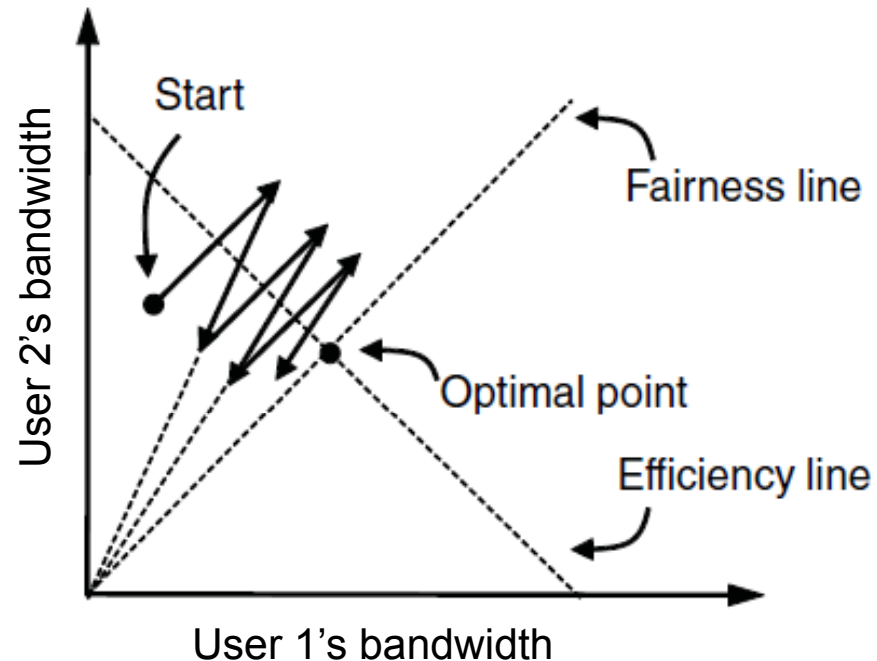 Start
Fairness line
User 2’s bandwidth
Optimal point
Efficiency line
User 1’s bandwidth